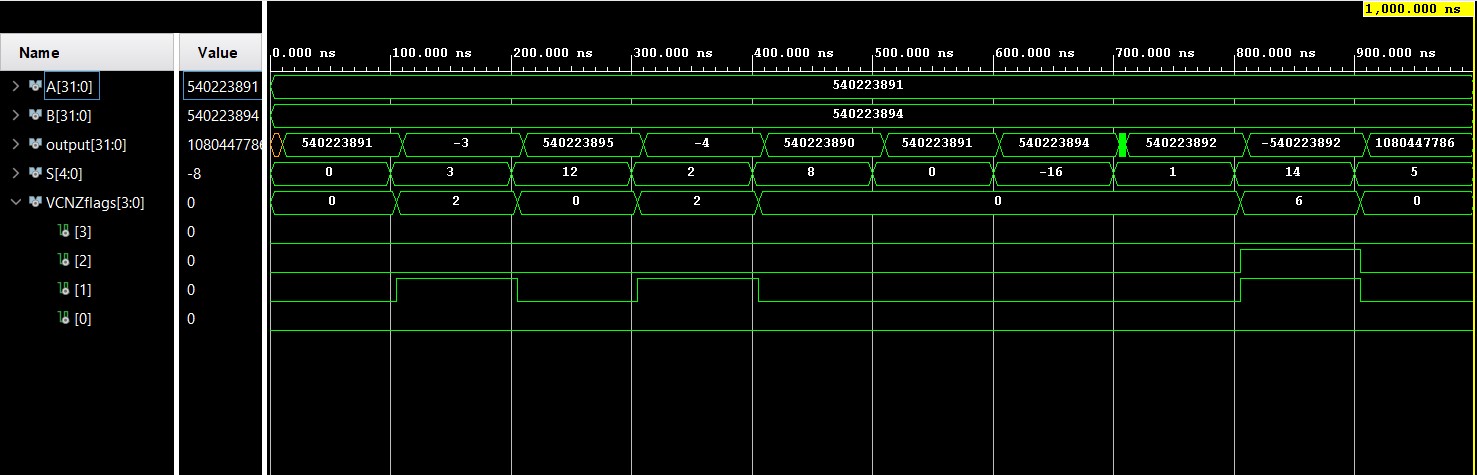 1,000.000 ns
Name Value 0.000 ns 100.000 ns 200.000 ns 300.000 ns 400.000 ns 500.000 ns 600.000 ns 700.000 ns 800.000 ns 900.000 ns
A[31:0] 540223891 540223891
B[31:0] 540223894 540223894
output[31:0] 1080447786 540223891 -3 540223895 -4 540223890 540223891 540223894 540223892 -540223892 1080447786
S[4:0] -8 0 3 12 2 8 0 -16 1 14 5
VCNZflags[3:0] 0 0 2 0 2 0 6 0
[3] 0
[2] 0
[1] 0
[0] 0